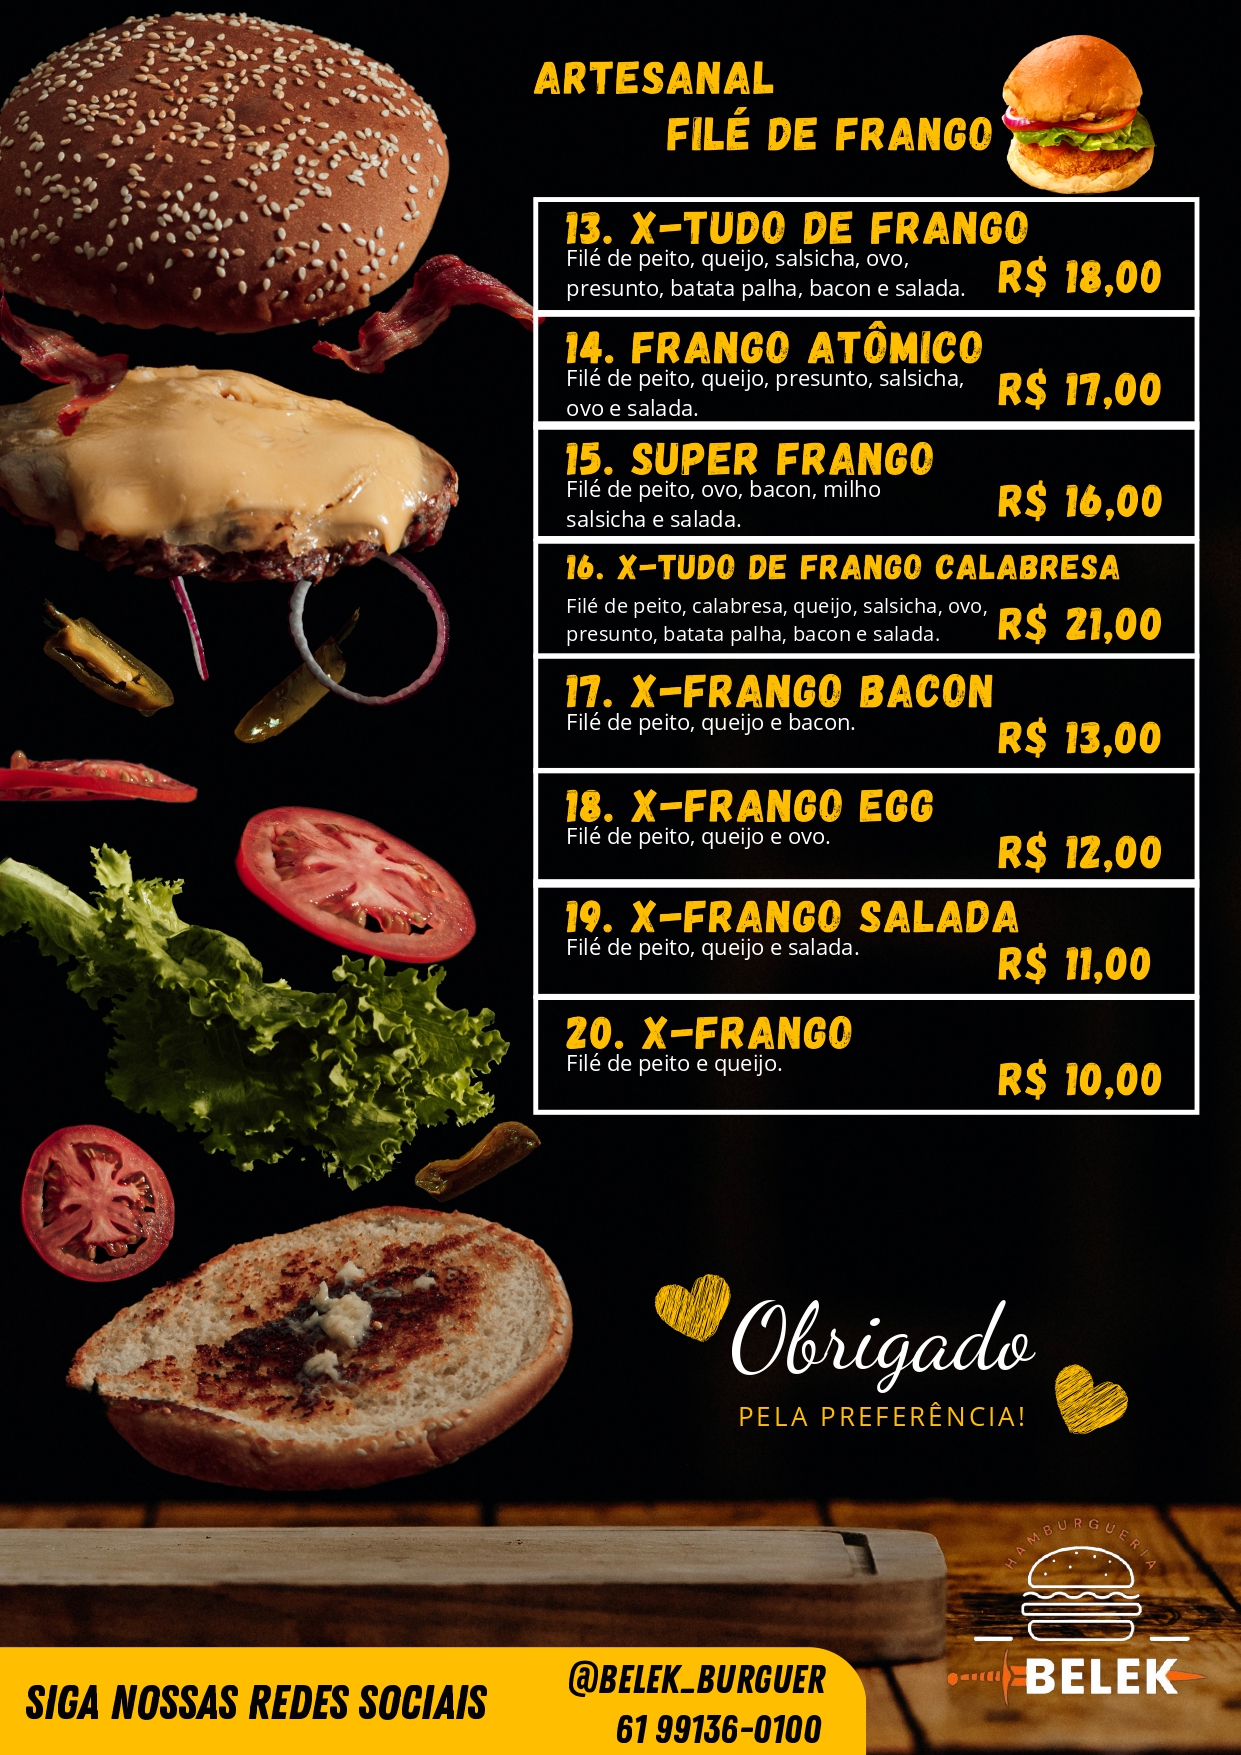 ARTESANAL
FILÉ DE FRANGO
13. X-TUDO DE FRANGO
Filé de peito, queijo, salsicha, ovo,
presunto, batata palha, bacon e salada.
R$ 18,00
14. FRANGO ATÔMICO
Filé de peito, queijo, presunto, salsicha,
ovo e salada.
R$ 17,00
15. SUPER FRANGO
Filé de peito, ovo, bacon, milho
salsicha e salada.
R$ 16,00
16. X-TUDO DE FRANGO CALABRESA
Filé de peito, calabresa, queijo, salsicha, ovo,
presunto, batata palha, bacon e salada.
R$ 21,00
17. X-FRANGO BACON
Filé de peito, queijo e bacon.
R$ 13,00
18. X-FRANGO EGG
Filé de peito, queijo e ovo.
R$ 12,00
19. X-FRANGO SALADA
Filé de peito, queijo e salada.
R$ 11,00
20. X-FRANGO
Filé de peito e queijo.
R$ 10,00
Obrigado
PELA PREFERÊNCIA!
HAMBURGUERIA
BELEK
SIGA NOSSAS REDES SOCIAIS
@BELEK_BURGUER
61 99136-0100